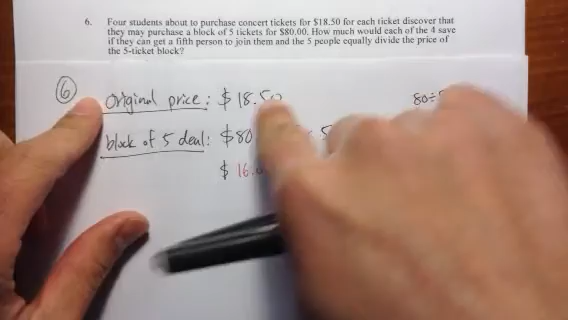 6. Four students about to purchase concert tickets for $18.50 for each ticket discover that
they may purchase a block of 5 tickets for $80.00. How much would each of the 4 save
if they can get a fifth person to join them and the 5 people equally divide the price of
the 5-ticket block?
6 Original price: $18.50 80÷5
block of 5 deal: $80 5
$16.